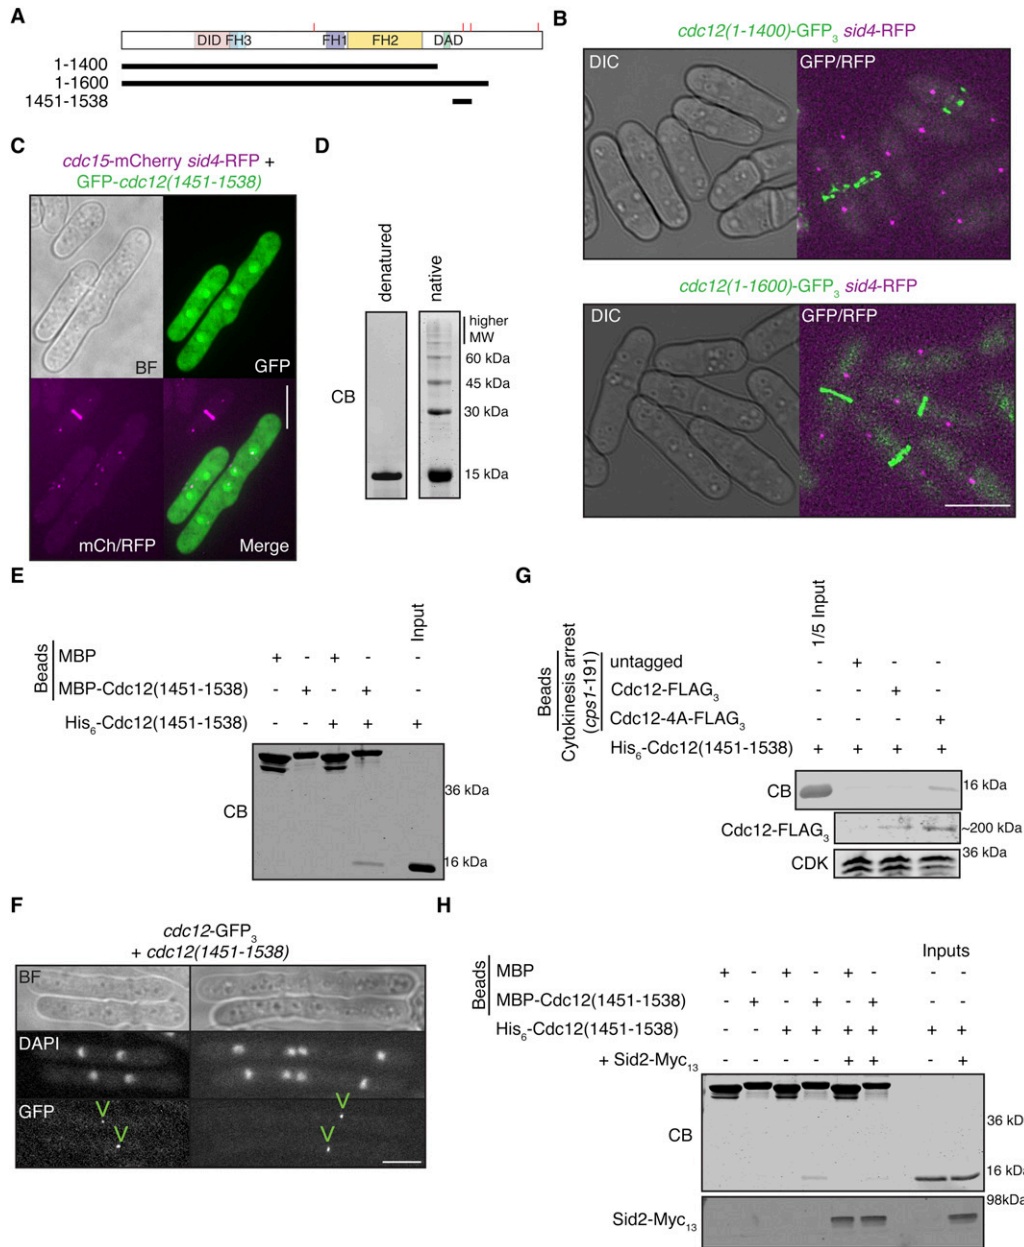 A
DID FH3 FH1 FH2 DAD
1-1400
1-1600
1451-1538
B
cdc12(1-1400)-GFP3 sid4-RFP
DIC GFP/RFP
cdc12(1-1600)-GFP3 sid4-RFP
DIC GFP/RFP
C
cdc15-mCherry sid4-RFP +
GFP-cdc12(1451-1538)
BF GFP
mCh/RFP Merge
D
denatured native
higher
MW
60 kDa
45 kDa
CB
30 kDa
15 kDa
E
Beads
Input
MBP + - + - -
MBP-Cdc12(1451-1538) - + - + -
His6-Cdc12(1451-1538) - - + + +
36 kDa
CB
16 kDa
F
cdc12-GFP3
+ cdc12(1451-1538)
BF
DAPI
GFP
V V
V V
G
Beads
Cytokinesis arrest
(cps1-191)
1/5 Input
untagged - + - -
Cdc12-FLAG3 - - + -
Cdc12-4A-FLAG3 - - - +
His6-Cdc12(1451-1538) + + + +
CB 16 kDa
Cdc12-FLAG3 ~200 kDa
36 kDa
CDK
H
Beads
Inputs
MBP + - + - + - - -
MBP-Cdc12(1451-1538) - + - + - + - -
His6-Cdc12(1451-1538) - - + + + + + +
+ Sid2-Myc13 - - - - + + - +
36 kD
CB
16 kDa
98kDa
Sid2-Myc13